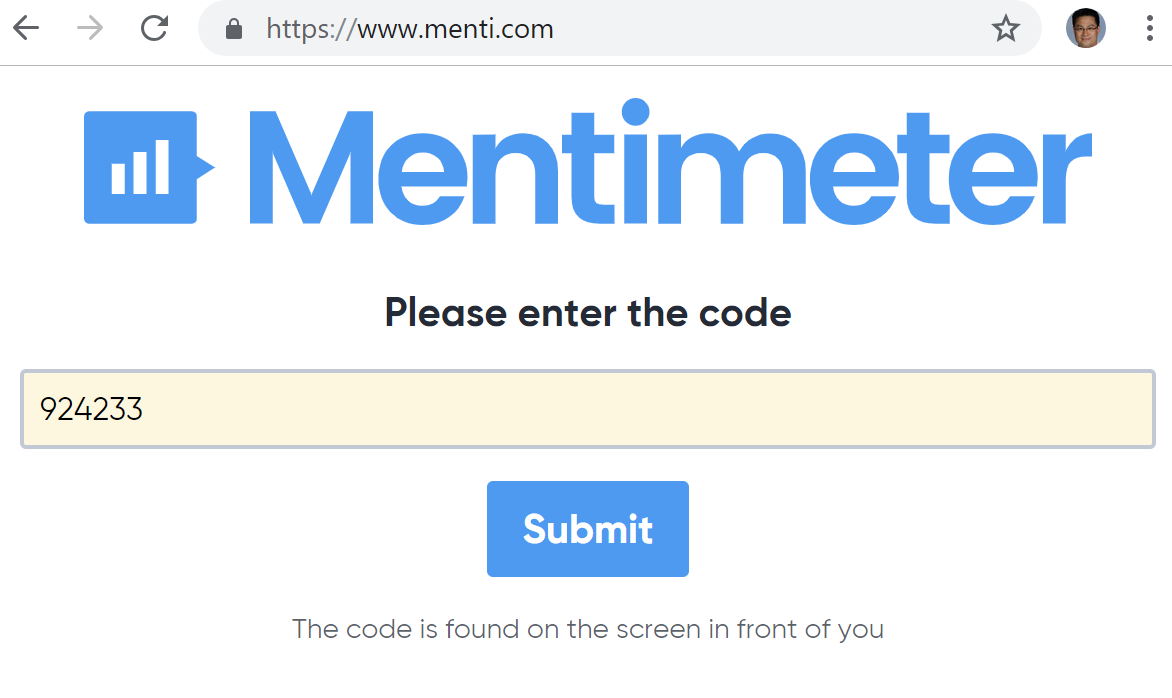 https://www.menti.com
Mentimeter
Please enter the code
924233
Submit
The code is found on the screen in front of you